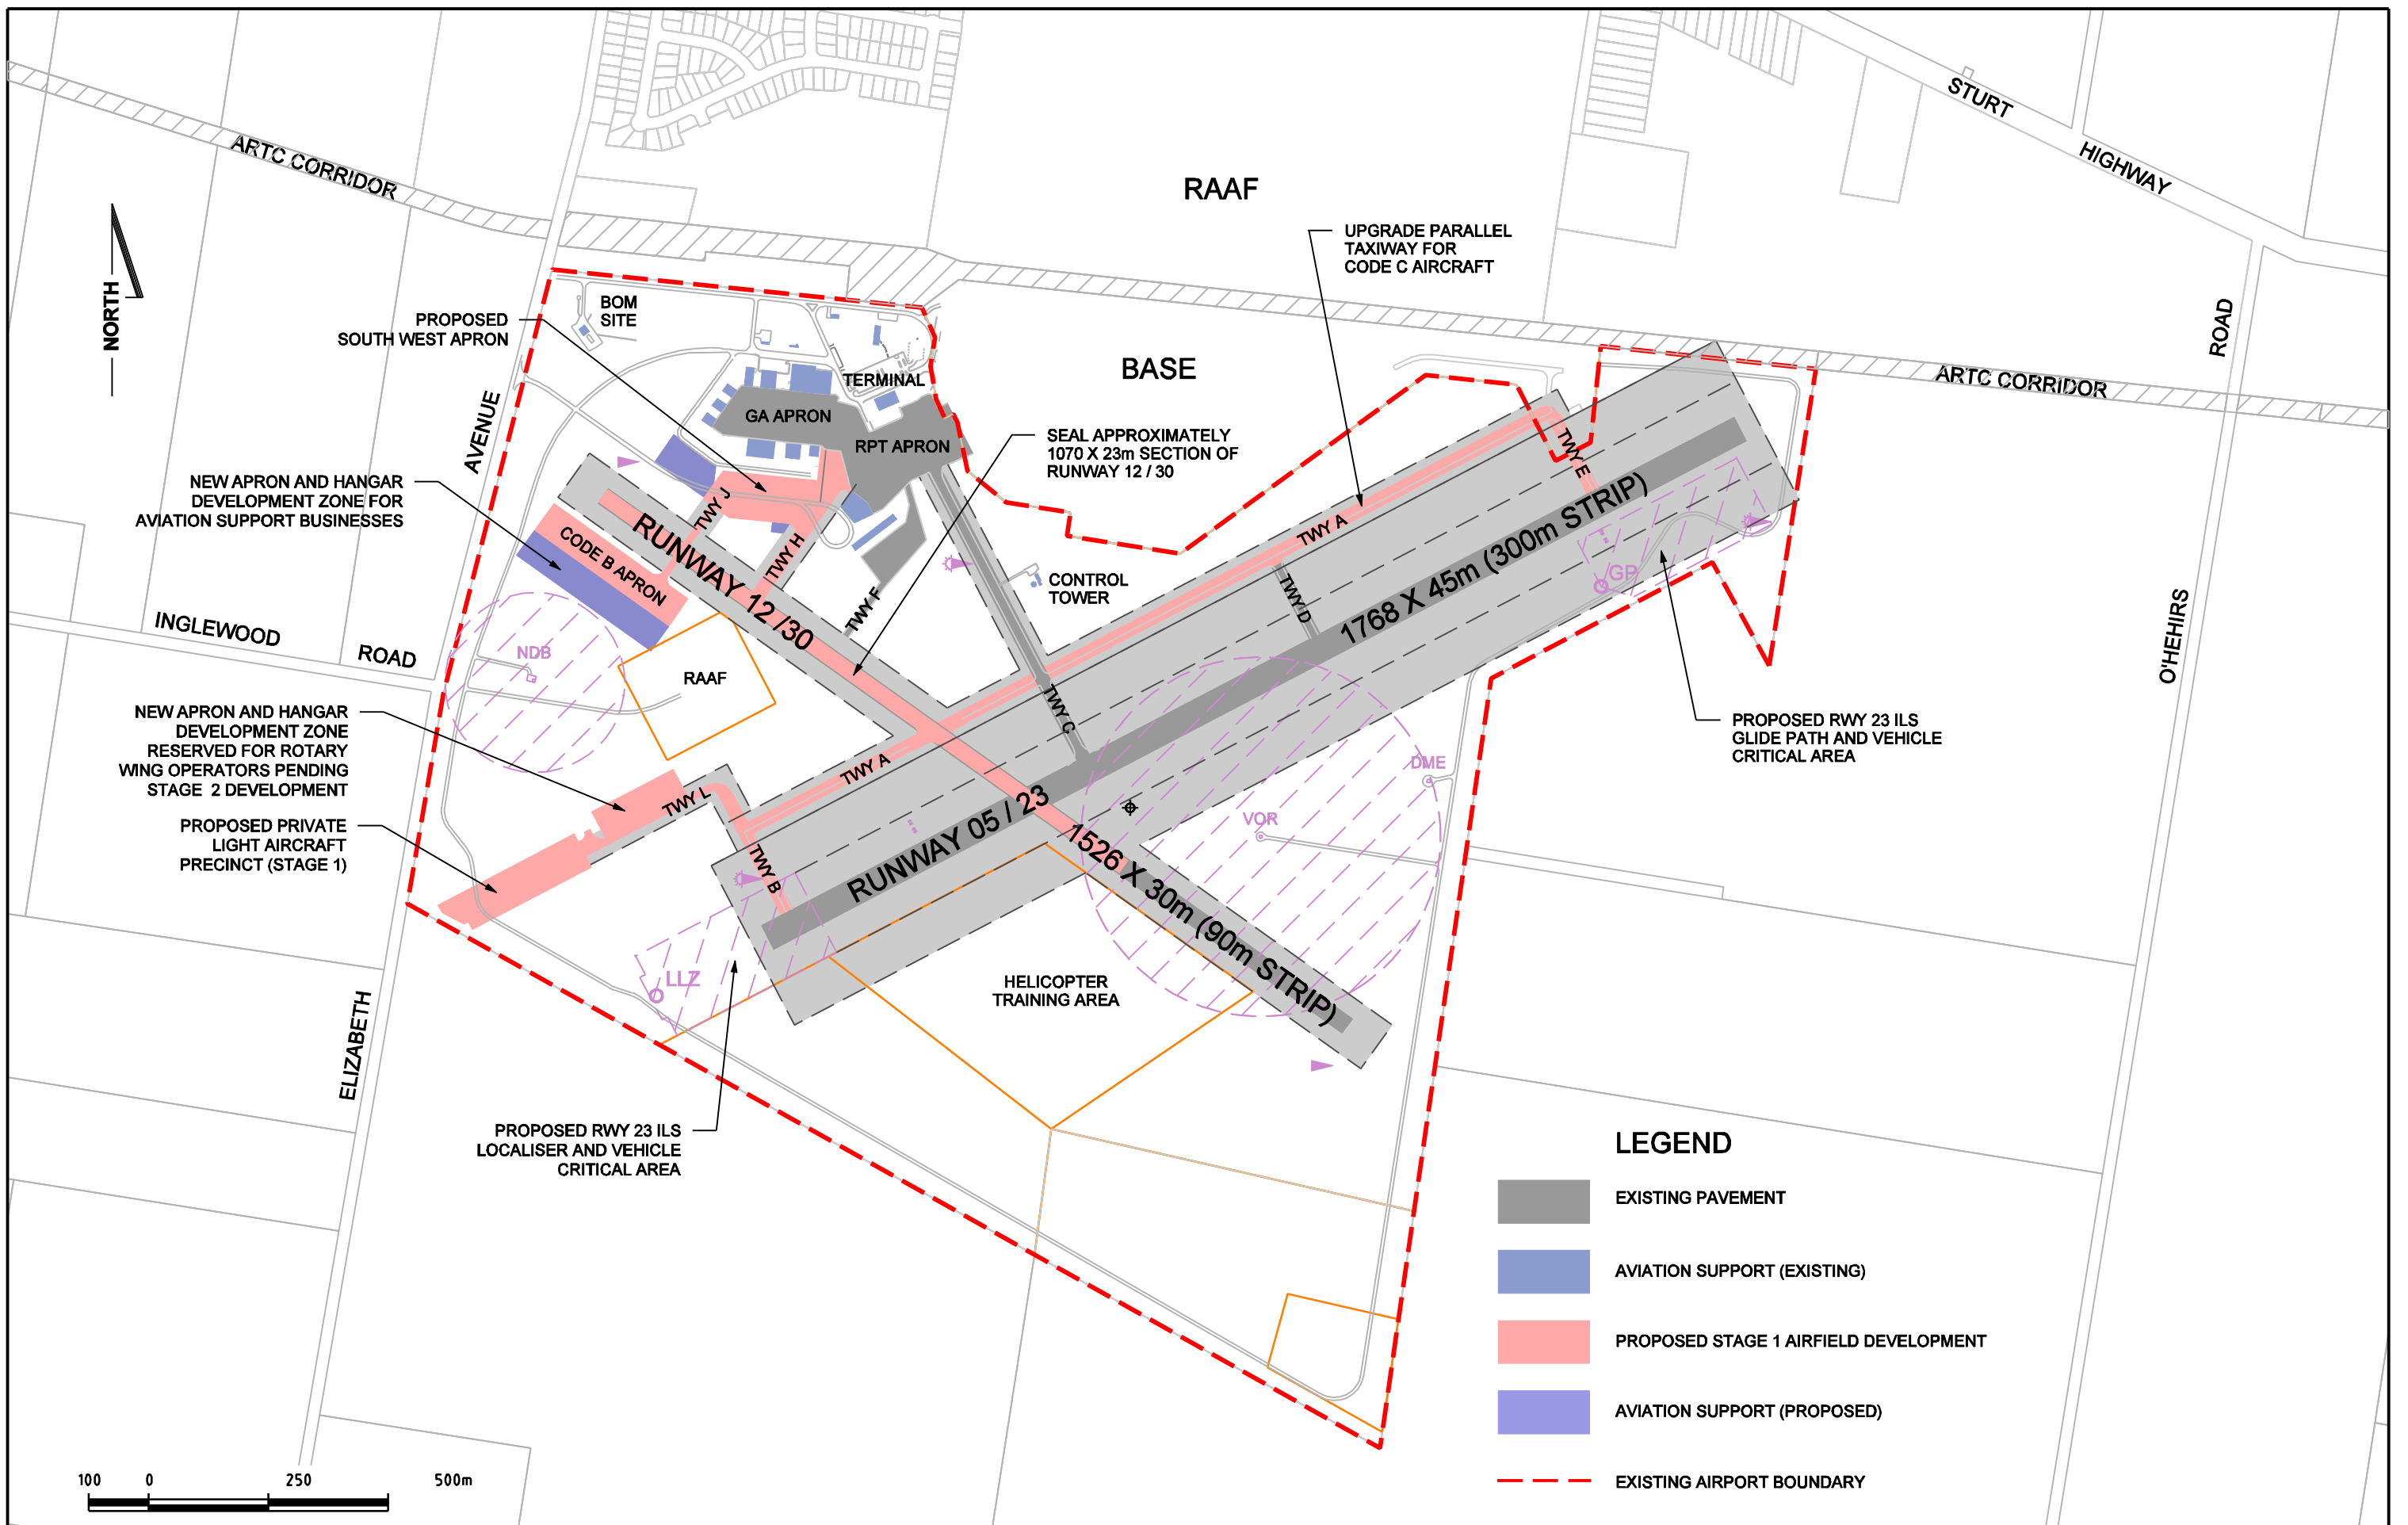 STURT
HIGHWAY
ARTC CORRIDOR
RAAF
UPGRADE PARALLEL
TAXIWAY FOR
CODE C AIRCRAFT
NORTH
BOM
SITE
PROPOSED
SOUTH WEST APRON
ROAD
BASE
TERMINAL
ARTC CORRIDOR
AVENUE
GA APRON
RPT APRON
SEAL APPROXIMATELY
1070 X 23m SECTION OF
RUNWAY 12 / 30
TWY E
NEW APRON AND HANGAR
DEVELOPMENT ZONE FOR
AVIATION SUPPORT BUSINESSES
TWY J
TWY H
TWY F
TWY A
CODE B APRON
RUNWAY 12 /30
CONTROL
TOWER
TWY D
1768 X 45m (300m STRIP)
GP
INGLEWOOD
ROAD
NDB
RAAF
O'HEHIRS
TWY C
NEW APRON AND HANGAR
DEVELOPMENT ZONE
RESERVED FOR ROTARY
WING OPERATORS PENDING
STAGE 2 DEVELOPMENT
PROPOSED RWY 23 ILS
GLIDE PATH AND VEHICLE
CRITICAL AREA
TWY A
DME
TWY L
VOR
PROPOSED PRIVATE
LIGHT AIRCRAFT
PRECINCT (STAGE 1)
TWY B
RUNWAY 05 / 23
1526 X 30m (90m STRIP)
LLZ
HELICOPTER
TRAINING AREA
ELIZABETH
PROPOSED RWY 23 ILS
LOCALISER AND VEHICLE
CRITICAL AREA
LEGEND
EXISTING PAVEMENT
AVIATION SUPPORT (EXISTING)
PROPOSED STAGE 1 AIRFIELD DEVELOPMENT
AVIATION SUPPORT (PROPOSED)
EXISTING AIRPORT BOUNDARY
100 0 250 500m